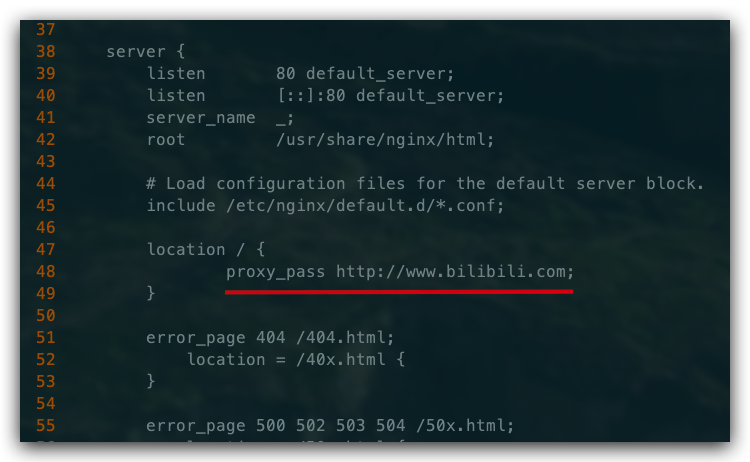 37
38 server {
39 listen 80 default_server;
40 listen [::]:80 default_server;
41 server_name _;
42 root /usr/share/nginx/html;
43
44 # Load configuration files for the default server block.
45 include /etc/nginx/default.d/*.conf;
46
47 location / {
48 proxy_pass http://www.bilibili.com;
49 }
50
51 error_page 404 /404.html;
52 location = /40x.html {
53 }
54
55 error_page 500 502 503 504 /50x.html;